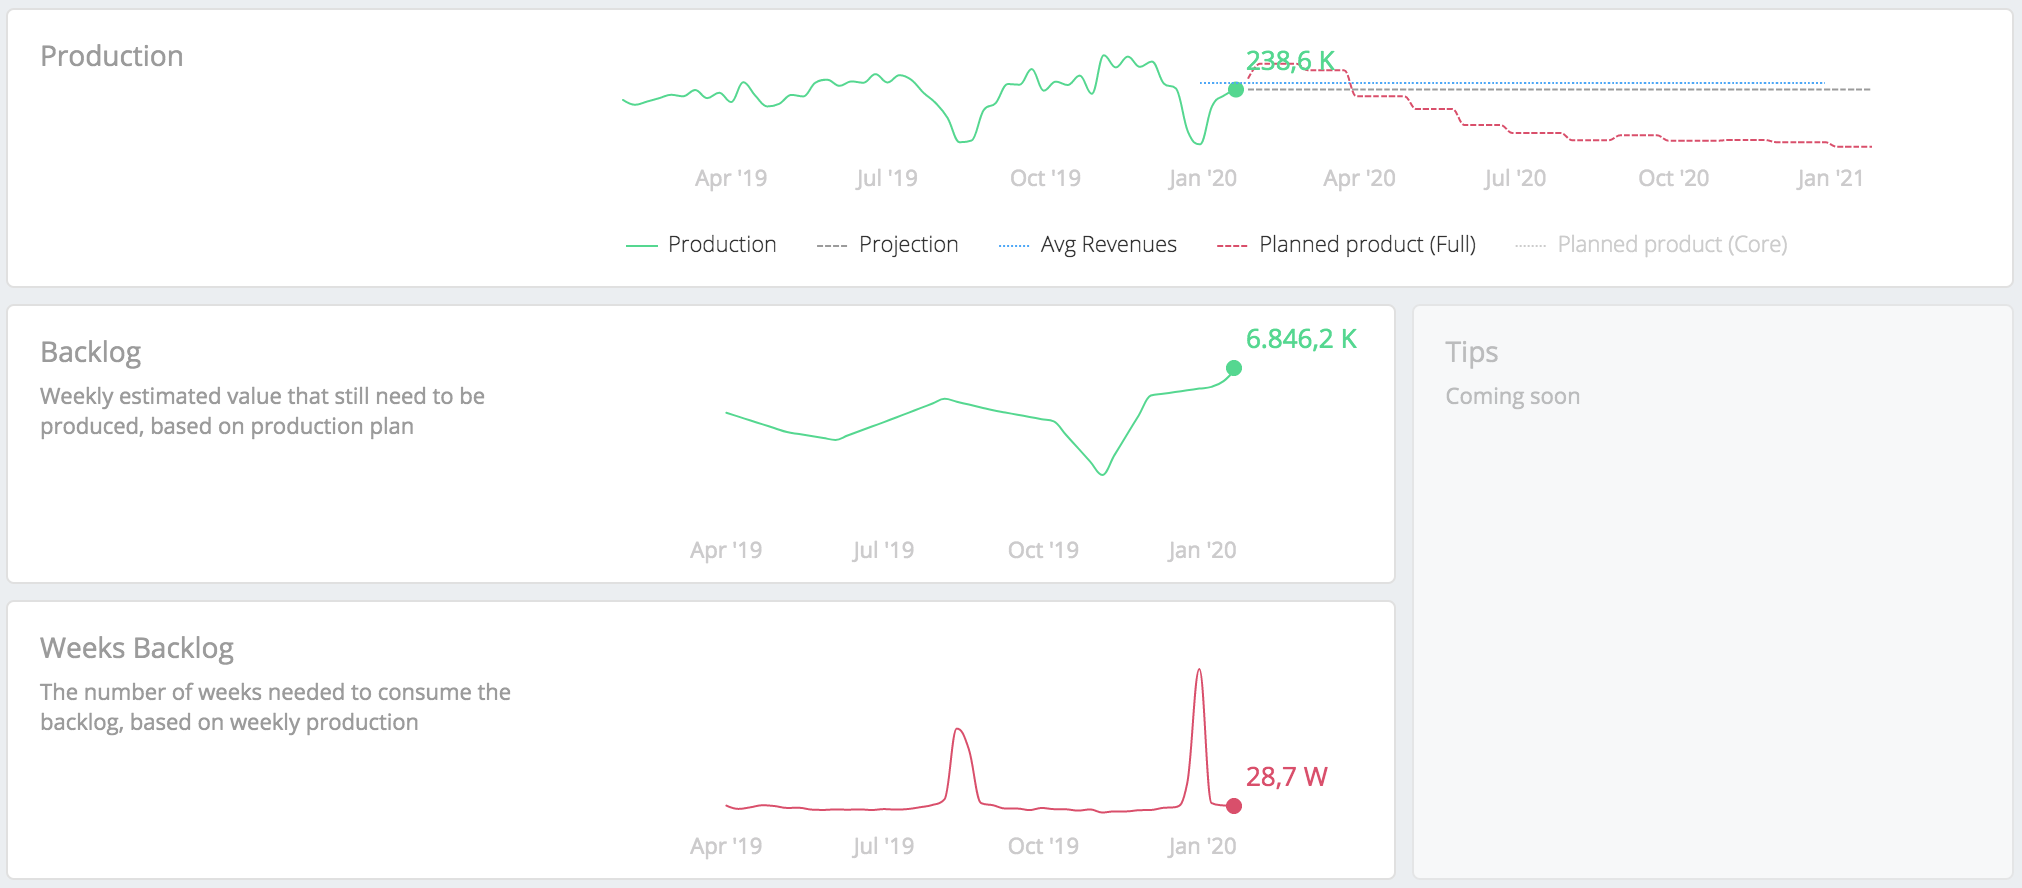 Production
238,6 K
Apr '19 Jul '19 Oct '19 Jan '20 Apr '20 Jul '20 Oct '20 Jan '21
Production Projection Avg Revenues Planned product (Full) Planned product (Core)
Backlog
Weekly estimated value that still need to be
produced, based on production plan
6.846,2 K
Apr '19 Jul '19 Oct '19 Jan '20
Tips
Coming soon
Weeks Backlog
The number of weeks needed to consume the
backlog, based on weekly production
28,7 W
Apr '19 Jul '19 Oct '19 Jan '20